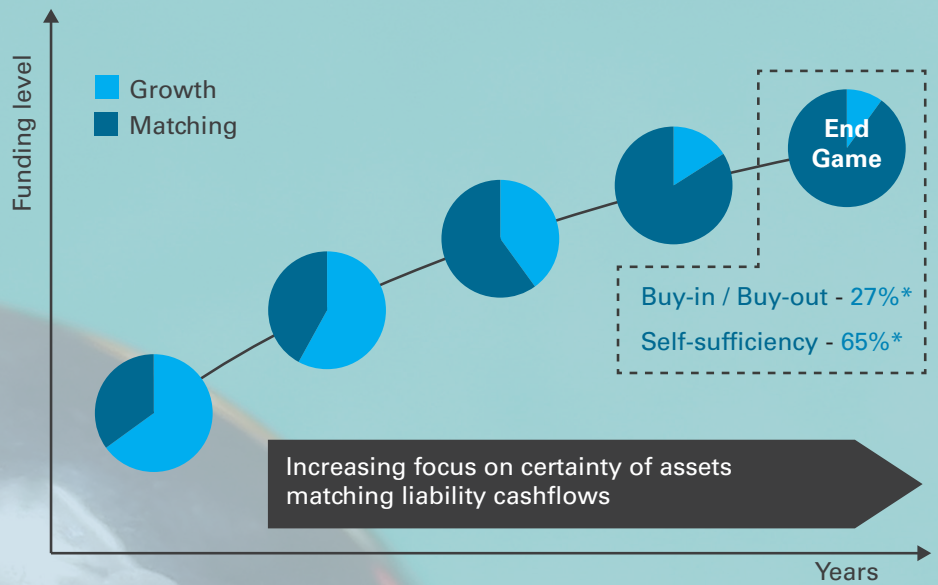 Funding level
Growth
Matching
End
Game
Buy-in / Buy-out - 27%*
Self-sufficiency - 65%*
Increasing focus on certainty of assets
matching liability cashflows
Years